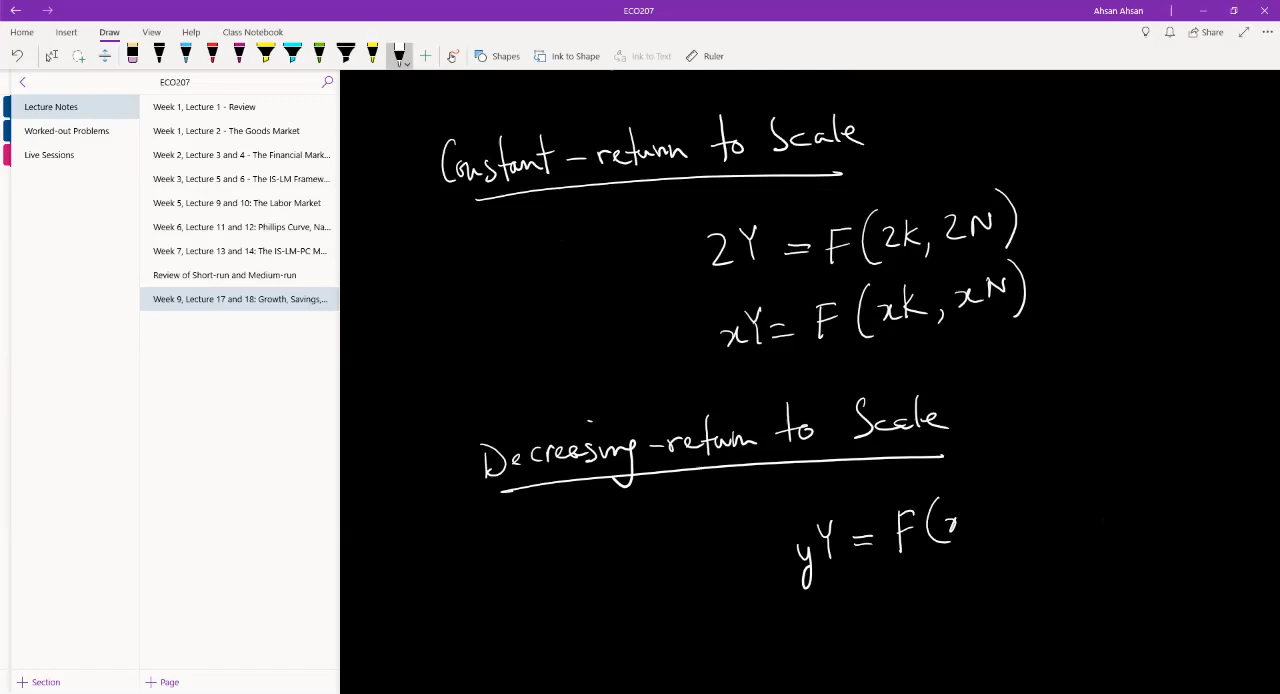 ECO207
Ahsan Ahsan
Home Insert Draw View Help Class Notebook
Share
Shapes Ink to Shape Ink to Text Ruler
ECO207
Lecture Notes
Worked-out Problems
Live Sessions
Week 1, Lecture 1 - Review
Week 1, Lecture 2 - The Goods Market
Week 2, Lecture 3 and 4 - The Financial Mark...
Week 3, Lecture 5 and 6 - The IS-LM Framew...
Week 5, Lecture 9 and 10: The Labor Market
Week 6, Lecture 11 and 12: Phillips Curve, Na...
Week 7, Lecture 13 and 14: The IS-LM-PC M...
Review of Short-run and Medium-run
Week 9, Lecture 17 and 18: Growth, Savings,...
Constant-return to Scale
2Y = F(2K, 2N)
xY = F(xK, xN)
Decreasing-return to Scale
yY = F(x
+ Section
+ Page